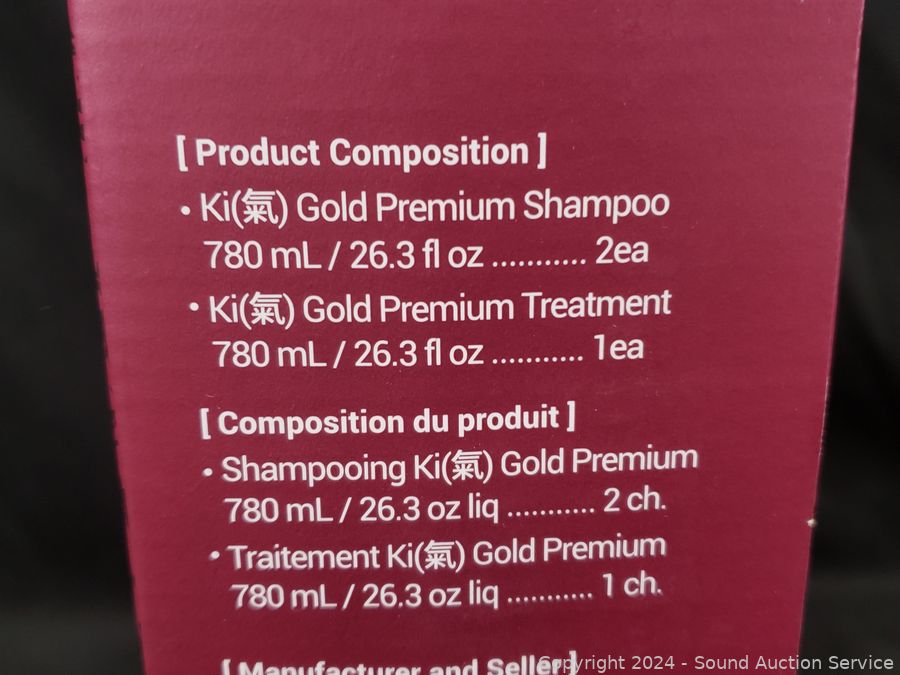 [ Product Composition ]
• Ki(氣) Gold Premium Shampoo
780 mL / 26.3 fl oz ........... 2ea
• Ki(氣) Gold Premium Treatment
780 mL / 26.3 fl oz ........... 1ea
[ Composition du produit ]
• Shampooing Ki(氣) Gold Premium
780 mL / 26.3 oz liq ........... 2 ch.
• Traitement Ki(氣) Gold Premium
780 mL / 26.3 oz liq ........... 1 ch.
[ Manufacturer and Seller]
Copyright 2024 - Sound Auction Service